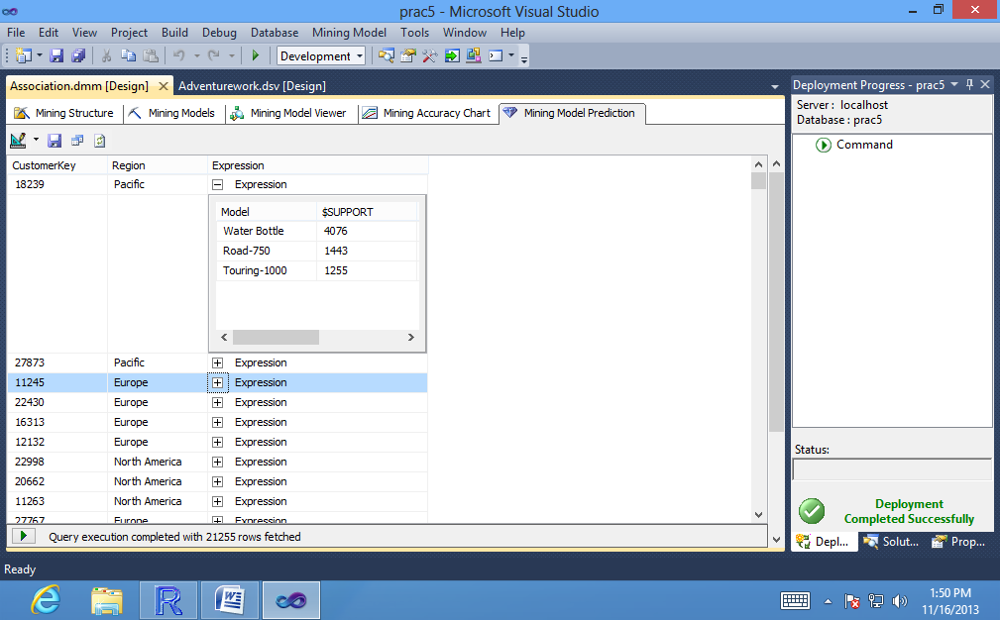 prac5 - Microsoft Visual Studio
File Edit View Project Build Debug Database Mining Model Tools Window Help
Development
Association.dmm [Design] Adventurework.dsv [Design]
Mining Structure Mining Models Mining Model Viewer Mining Accuracy Chart Mining Model Prediction
CustomerKey Region Expression
18239 Pacific Expression
Model $SUPPORT
Water Bottle 4076
Road-750 1443
Touring-1000 1255
27873 Pacific Expression
11245 Europe Expression
22430 Europe Expression
16313 Europe Expression
12132 Europe Expression
22998 North America Expression
20662 North America Expression
11263 North America Expression
27767 Europe Expression
Query execution completed with 21255 rows fetched
Deployment Progress - prac5
Server : localhost
Database : prac5
Command
Status:
Deployment
Completed Successfully
Depl... Solut... Prop...
Ready
1:50 PM
11/16/2013